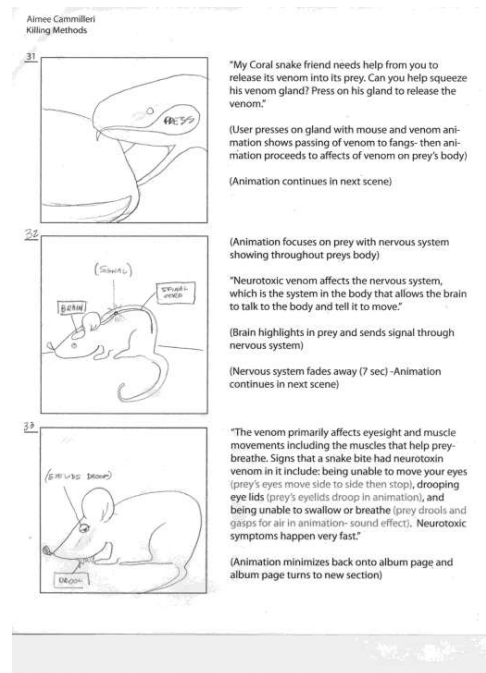 Aimee Cammilleri
Killing Methods
31
PRESS
"My Coral snake friend needs help from you to
release its venom into its prey. Can you help squeeze
his venom gland? Press on his gland to release the
venom."
(User presses on gland with mouse and venom ani-
mation shows passing of venom to fangs- then ani-
mation proceeds to affects of venom on prey's body)
(Animation continues in next scene)
32
(SIGNAL)
SPINAL
CORD
BRAIN
(Animation focuses on prey with nervous system
showing throughout preys body)
"Neurotoxic venom affects the nervous system,
which is the system in the body that allows the brain
to talk to the body and tell it to move."
(Brain highlights in prey and sends signal through
nervous system)
(Nervous system fades away (7 sec) -Animation
continues in next scene)
33
(EYE LIDS DROOP)
DROOL
"The venom primarily affects eyesight and muscle
movements including the muscles that help prey-
breathe. Signs that a snake bite had neurotoxin
venom in it include: being unable to move your eyes
(prey's eyes move side to side then stop), drooping
eye lids (prey's eyelids droop in animation), and
being unable to swallow or breathe (prey drools and
gasps for air in animation- sound effect). Neurotoxic
symptoms happen very fast."
(Animation minimizes back onto album page and
album page turns to new section)